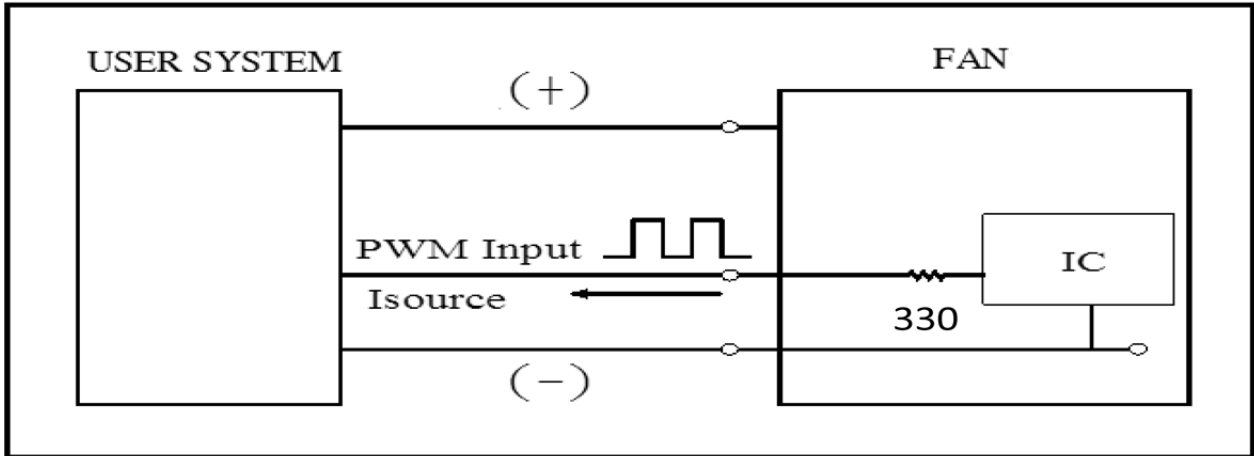 USER SYSTEM
FAN
(+)
PWM Input
IC
Isource
330
(-)